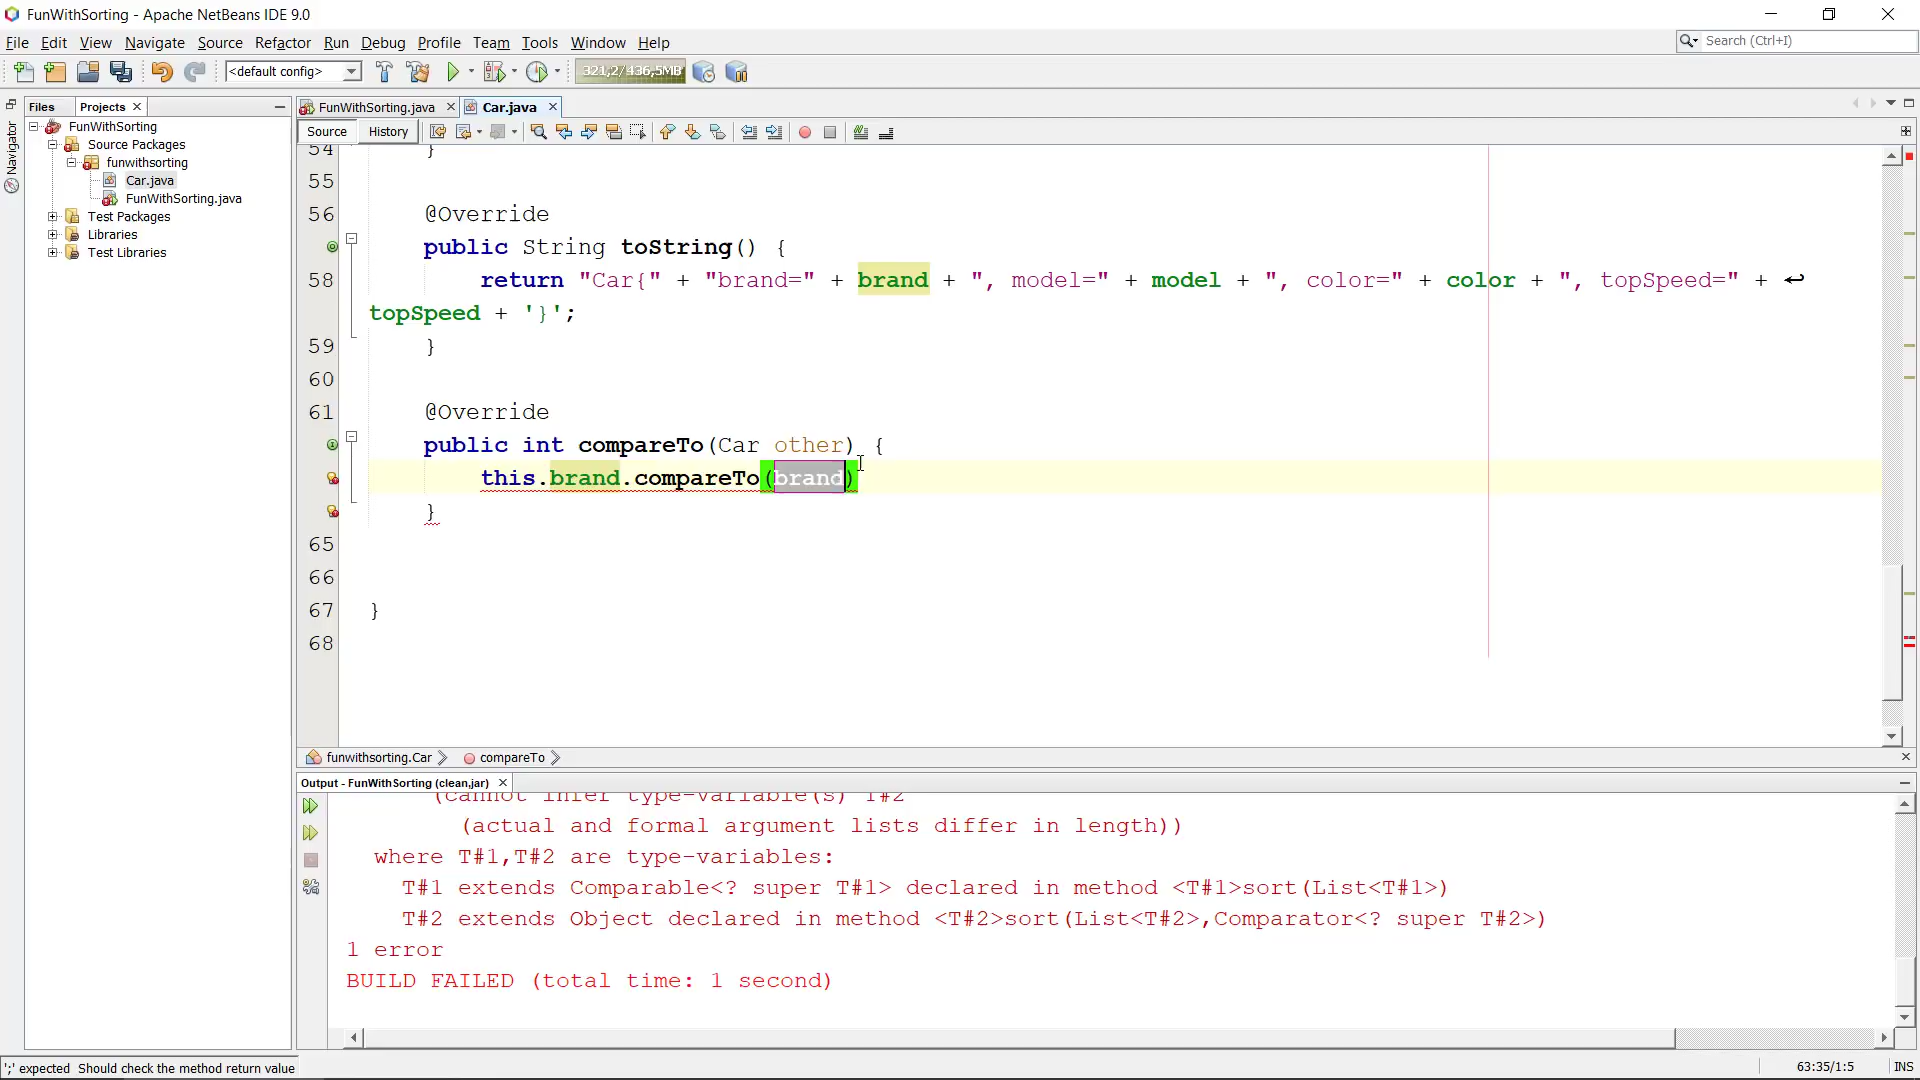 FunWithSorting - Apache NetBeans IDE 9.0
File Edit View Navigate Source Refactor Run Debug Profile Team Tools Window Help
Search (Ctrl+I)
<default config>
321,2/436,5MB
Files Projects
Navigator
FunWithSorting
Source Packages
funwithsorting
Car.java
FunWithSorting.java
Test Packages
Libraries
Test Libraries
FunWithSorting.java Car.java
Source History
54 }
55
56 @Override
public String toString() {
58 return "Car{" + "brand=" + brand + ", model=" + model + ", color=" + color + ", topSpeed=" + ↩
topSpeed + '}';
59 }
60
61 @Override
public int compareTo(Car other) {
this.brand.compareTo(brand)
}
65
66
67 }
68
funwithsorting.Car compareTo
Output - FunWithSorting (clean,jar)
(cannot infer type-variable(s) T#2
(actual and formal argument lists differ in length))
where T#1,T#2 are type-variables:
T#1 extends Comparable<? super T#1> declared in method <T#1>sort(List<T#1>)
T#2 extends Object declared in method <T#2>sort(List<T#2>,Comparator<? super T#2>)
1 error
BUILD FAILED (total time: 1 second)
';' expected Should check the method return value
63:35/1:5 INS